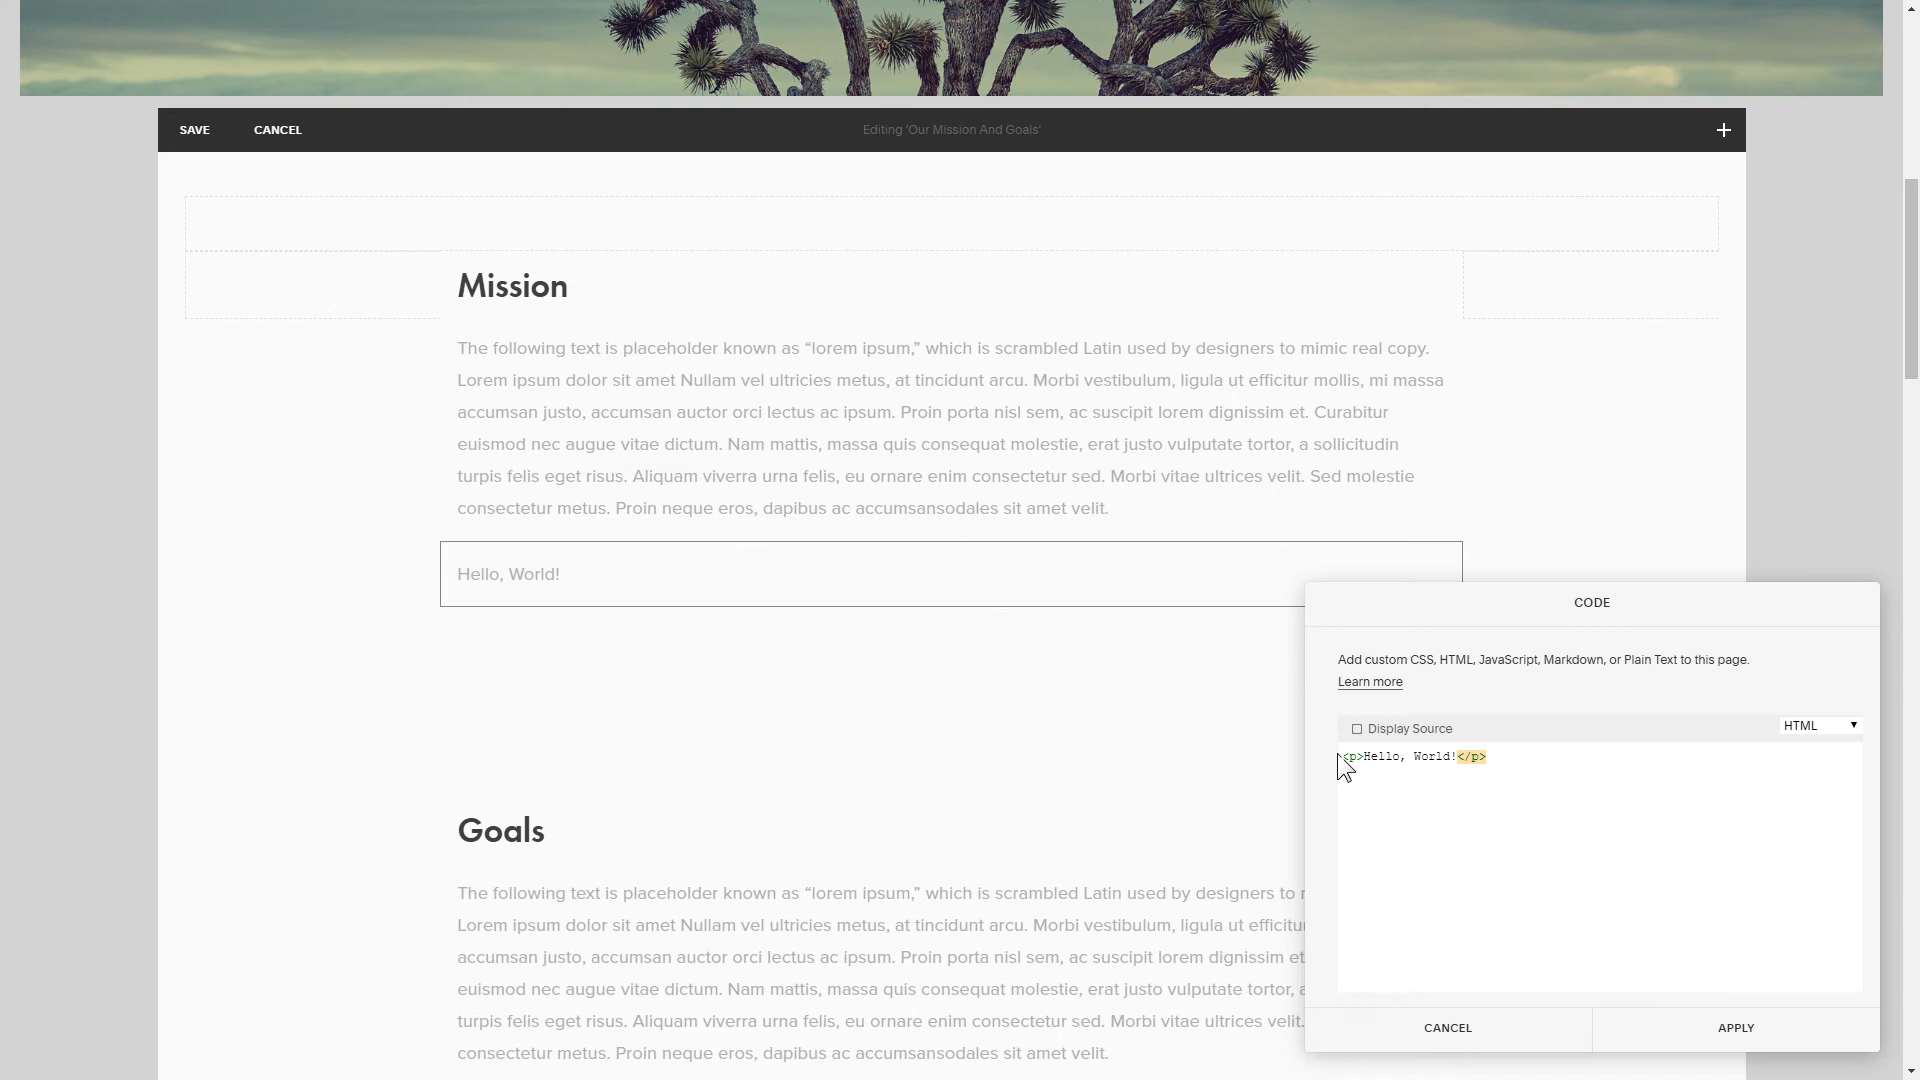 SAVE CANCEL Editing ‘Our Mission And Goals’ +
Mission
The following text is placeholder known as “lorem ipsum,” which is scrambled Latin used by designers to mimic real copy.
Lorem ipsum dolor sit amet Nullam vel ultricies metus, at tincidunt arcu. Morbi vestibulum, ligula ut efficitur mollis, mi massa
accumsan justo, accumsan auctor orci lectus ac ipsum. Proin porta nisl sem, ac suscipit lorem dignissim et. Curabitur
euismod nec augue vitae dictum. Nam mattis, massa quis consequat molestie, erat justo vulputate tortor, a sollicitudin
turpis felis eget risus. Aliquam viverra urna felis, eu ornare enim consectetur sed. Morbi vitae ultrices velit. Sed molestie
consectetur metus. Proin neque eros, dapibus ac accumsansodales sit amet velit.
Hello, World!
Goals
The following text is placeholder known as “lorem ipsum,” which is scrambled Latin used by designers to
Lorem ipsum dolor sit amet Nullam vel ultricies metus, at tincidunt arcu. Morbi vestibulum, ligula ut efficitur
accumsan justo, accumsan auctor orci lectus ac ipsum. Proin porta nisl sem, ac suscipit lorem dignissim et
euismod nec augue vitae dictum. Nam mattis, massa quis consequat molestie, erat justo vulputate tortor, a
turpis felis eget risus. Aliquam viverra urna felis, eu ornare enim consectetur sed. Morbi vitae ultrices velit.
consectetur metus. Proin neque eros, dapibus ac accumsansodales sit amet velit.
CODE
Add custom CSS, HTML, JavaScript, Markdown, or Plain Text to this page.
Learn more
Display Source HTML
<p>Hello, World!</p>
CANCEL APPLY